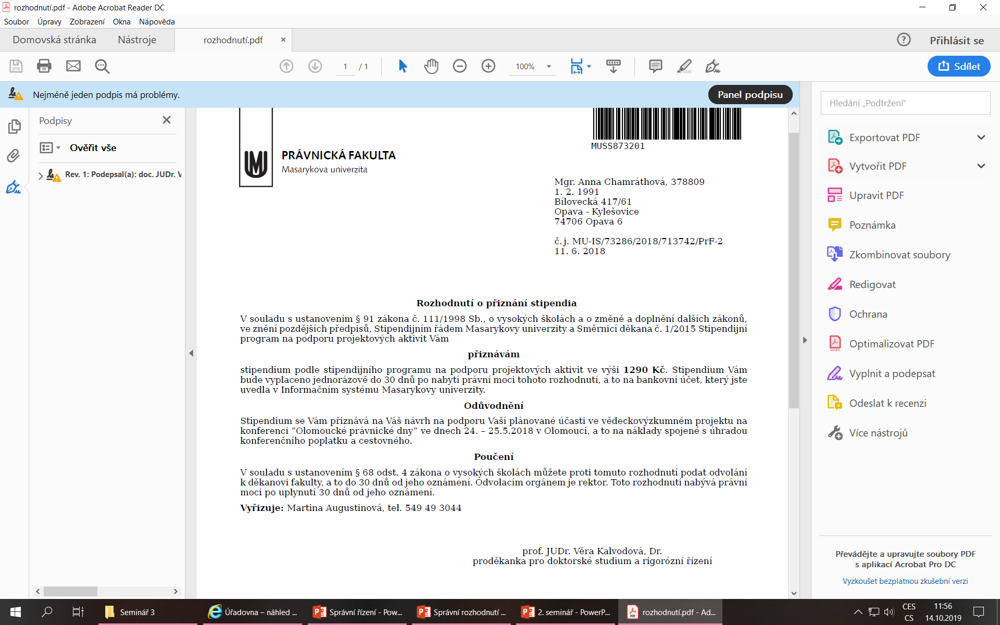 rozhodnutí.pdf - Adobe Acrobat Reader DC
Soubor Úpravy Zobrazení Okna Nápověda
Domovská stránka Nástroje rozhodnutí.pdf × Přihlásit se
1 / 1 100% Sdílet
Nejméně jeden podpis má problémy. Panel podpisu
Podpisy
Ověřit vše
Rev. 1: Podepsal(a): doc. JUDr. V
PRÁVNICKÁ FAKULTA
Masarykova univerzita
MUSS873201
Mgr. Anna Chamráthová, 378809
1. 2. 1991
Bílovecká 417/61
Opava - Kylešovice
74706 Opava 6
č.j. MU-IS/73286/2018/713742/PrF-2
11. 6. 2018
Rozhodnutí o přiznání stipendia
V souladu s ustanovením § 91 zákona č. 111/1998 Sb., o vysokých školách a o změně a doplnění dalších zákonů,
ve znění pozdějších předpisů, Stipendijním řádem Masarykovy univerzity a Směrnicí děkana č. 1/2015 Stipendijní
program na podporu projektových aktivit Vám
přiznávám
stipendium podle stipendijního programu na podporu projektových aktivit ve výši 1290 Kč. Stipendium Vám
bude vyplaceno jednorázově do 30 dnů po nabytí právní moci tohoto rozhodnutí, a to na bankovní účet, který jste
uvedla v Informačním systému Masarykovy univerzity.
Odůvodnění
Stipendium se Vám přiznává na Váš návrh na podporu Vaší plánované účasti ve vědeckovýzkumném projektu na
konferenci ”Olomoucké právnické dny” ve dnech 24. – 25.5.2018 v Olomouci, a to na náklady spojené s úhradou
konferenčního poplatku a cestovného.
Poučení
V souladu s ustanovením § 68 odst. 4 zákona o vysokých školách můžete proti tomuto rozhodnutí podat odvolání
k děkanovi fakulty, a to do 30 dnů od jeho oznámení. Odvolacím orgánem je rektor. Toto rozhodnutí nabývá právní
moci po uplynutí 30 dnů od jeho oznámení.
Vyřizuje: Martina Augustinová, tel. 549 49 3044
prof. JUDr. Věra Kalvodová, Dr.
proděkanka pro doktorské studium a rigorózní řízení
Hledání „Podtržení“
Exportovat PDF
Vytvořit PDF
Upravit PDF
Poznámka
Zkombinovat soubory
Redigovat
Ochrana
Optimalizovat PDF
Vyplnit a podepsat
Odeslat k recenzi
Více nástrojů
Převádějte a upravujte soubory PDF
s aplikací Acrobat Pro DC
Vyzkoušet bezplatnou zkušební verzi
Seminář 3 Úřadovna – náhled ... Správní řízení - Pow... Správní rozhodnutí ... 2. seminář - PowerP... rozhodnutí.pdf - Ad...
CES 11:56
CS 14.10.2019